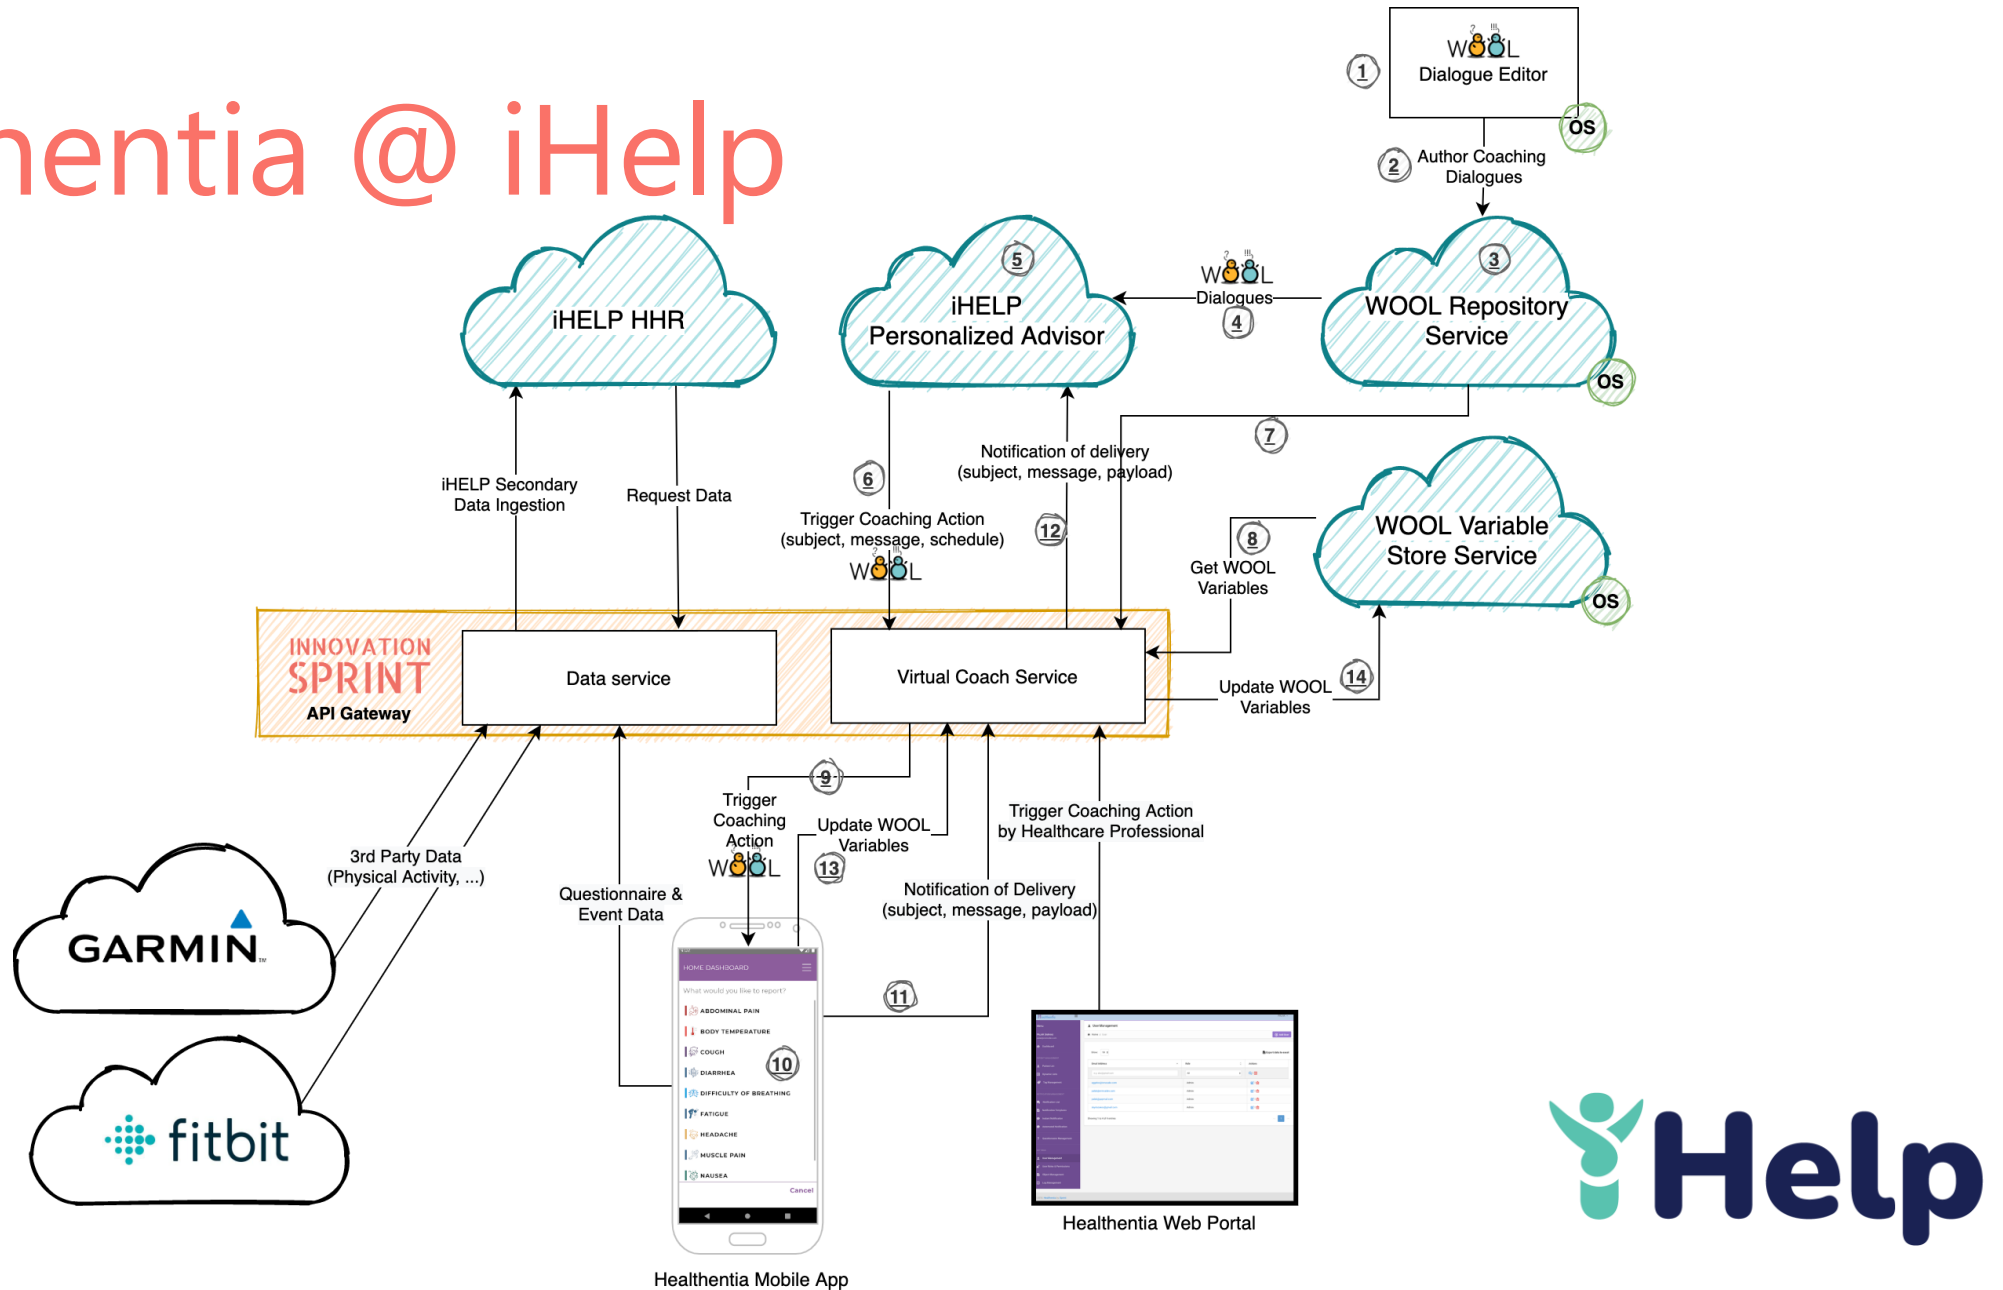 hentia @ iHelp
WOOL
Dialogue Editor
1
OS
2
Author Coaching
Dialogues
iHELP HHR
5
iHELP
Personalized Advisor
WOOL
Dialogues
4
3
WOOL Repository
Service
OS
iHELP Secondary
Data Ingestion
Request Data
6
Trigger Coaching Action
(subject, message, schedule)
WOOL
Notification of delivery
(subject, message, payload)
12
7
8
Get WOOL
Variables
WOOL Variable
Store Service
OS
INNOVATION
SPRINT
API Gateway
Data service
Virtual Coach Service
Update WOOL
Variables
14
9
Trigger
Coaching
Action
WOOL
Update WOOL
Variables
13
Trigger Coaching Action
by Healthcare Professional
3rd Party Data
(Physical Activity, ...)
Questionnaire &
Event Data
Notification of Delivery
(subject, message, payload)
11
GARMIN
fitbit
HOME DASHBOARD
What would you like to report?
ABDOMINAL PAIN
BODY TEMPERATURE
COUGH
10
DIARRHEA
DIFFICULTY OF BREATHING
FATIGUE
HEADACHE
MUSCLE PAIN
NAUSEA
Cancel
Healthentia Mobile App
Healthentia Web Portal
iHelp